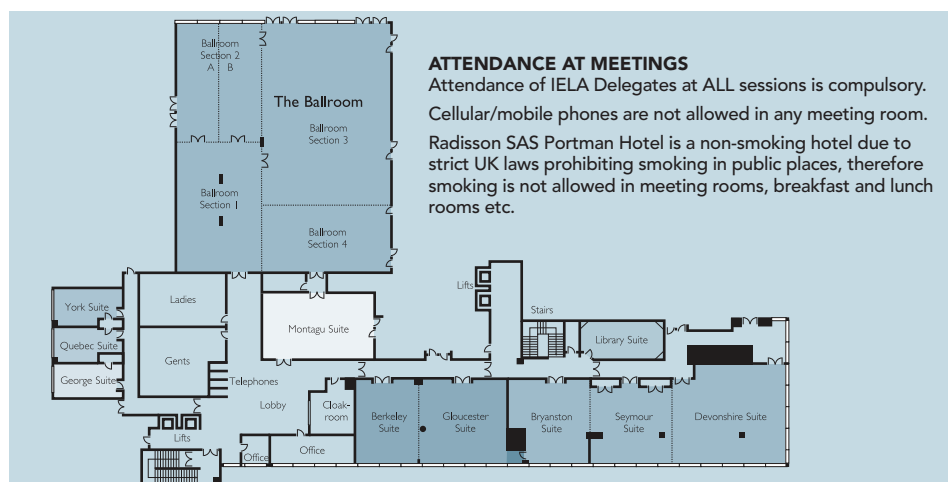 Ballroom
Section 2
A B
The Ballroom
Ballroom
Section 3
Ballroom
Section 1
Ballroom
Section 4
ATTENDANCE AT MEETINGS
Attendance of IELA Delegates at ALL sessions is compulsory.
Cellular/mobile phones are not allowed in any meeting room.
Radisson SAS Portman Hotel is a non-smoking hotel due to
strict UK laws prohibiting smoking in public places, therefore
smoking is not allowed in meeting rooms, breakfast and lunch
rooms etc.
Lifts
Stairs
York Suite
Ladies
Montagu Suite
Library Suite
Quebec Suite
Gents
George Suite
Telephones
Lobby
Cloak-
room
Berkeley
Suite
Gloucester
Suite
Bryanston
Suite
Seymour
Suite
Devonshire Suite
Lifts
Office
Office